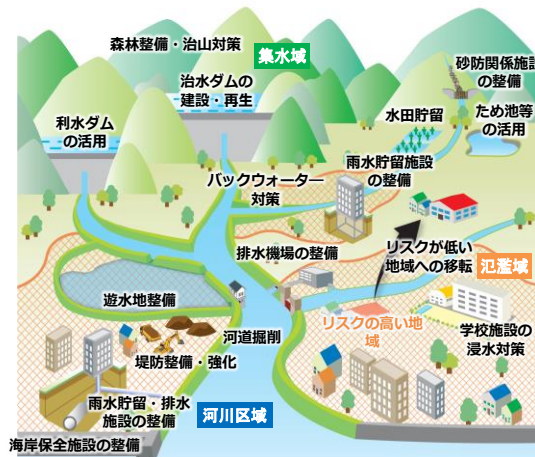 森林整備・治山対策
集水域
砂防関係施設
の整備
治水ダムの
建設・再生
水田貯留
ため池等
の活用
利水ダム
の活用
雨水貯留施設
の整備
バックウォーター
対策
排水機場の整備
リスクが低い
地域への移転
氾濫域
遊水地整備
河道掘削
リスクの高い地
域
学校施設の
浸水対策
堤防整備・強化
雨水貯留・排水
施設の整備
河川区域
海岸保全施設の整備